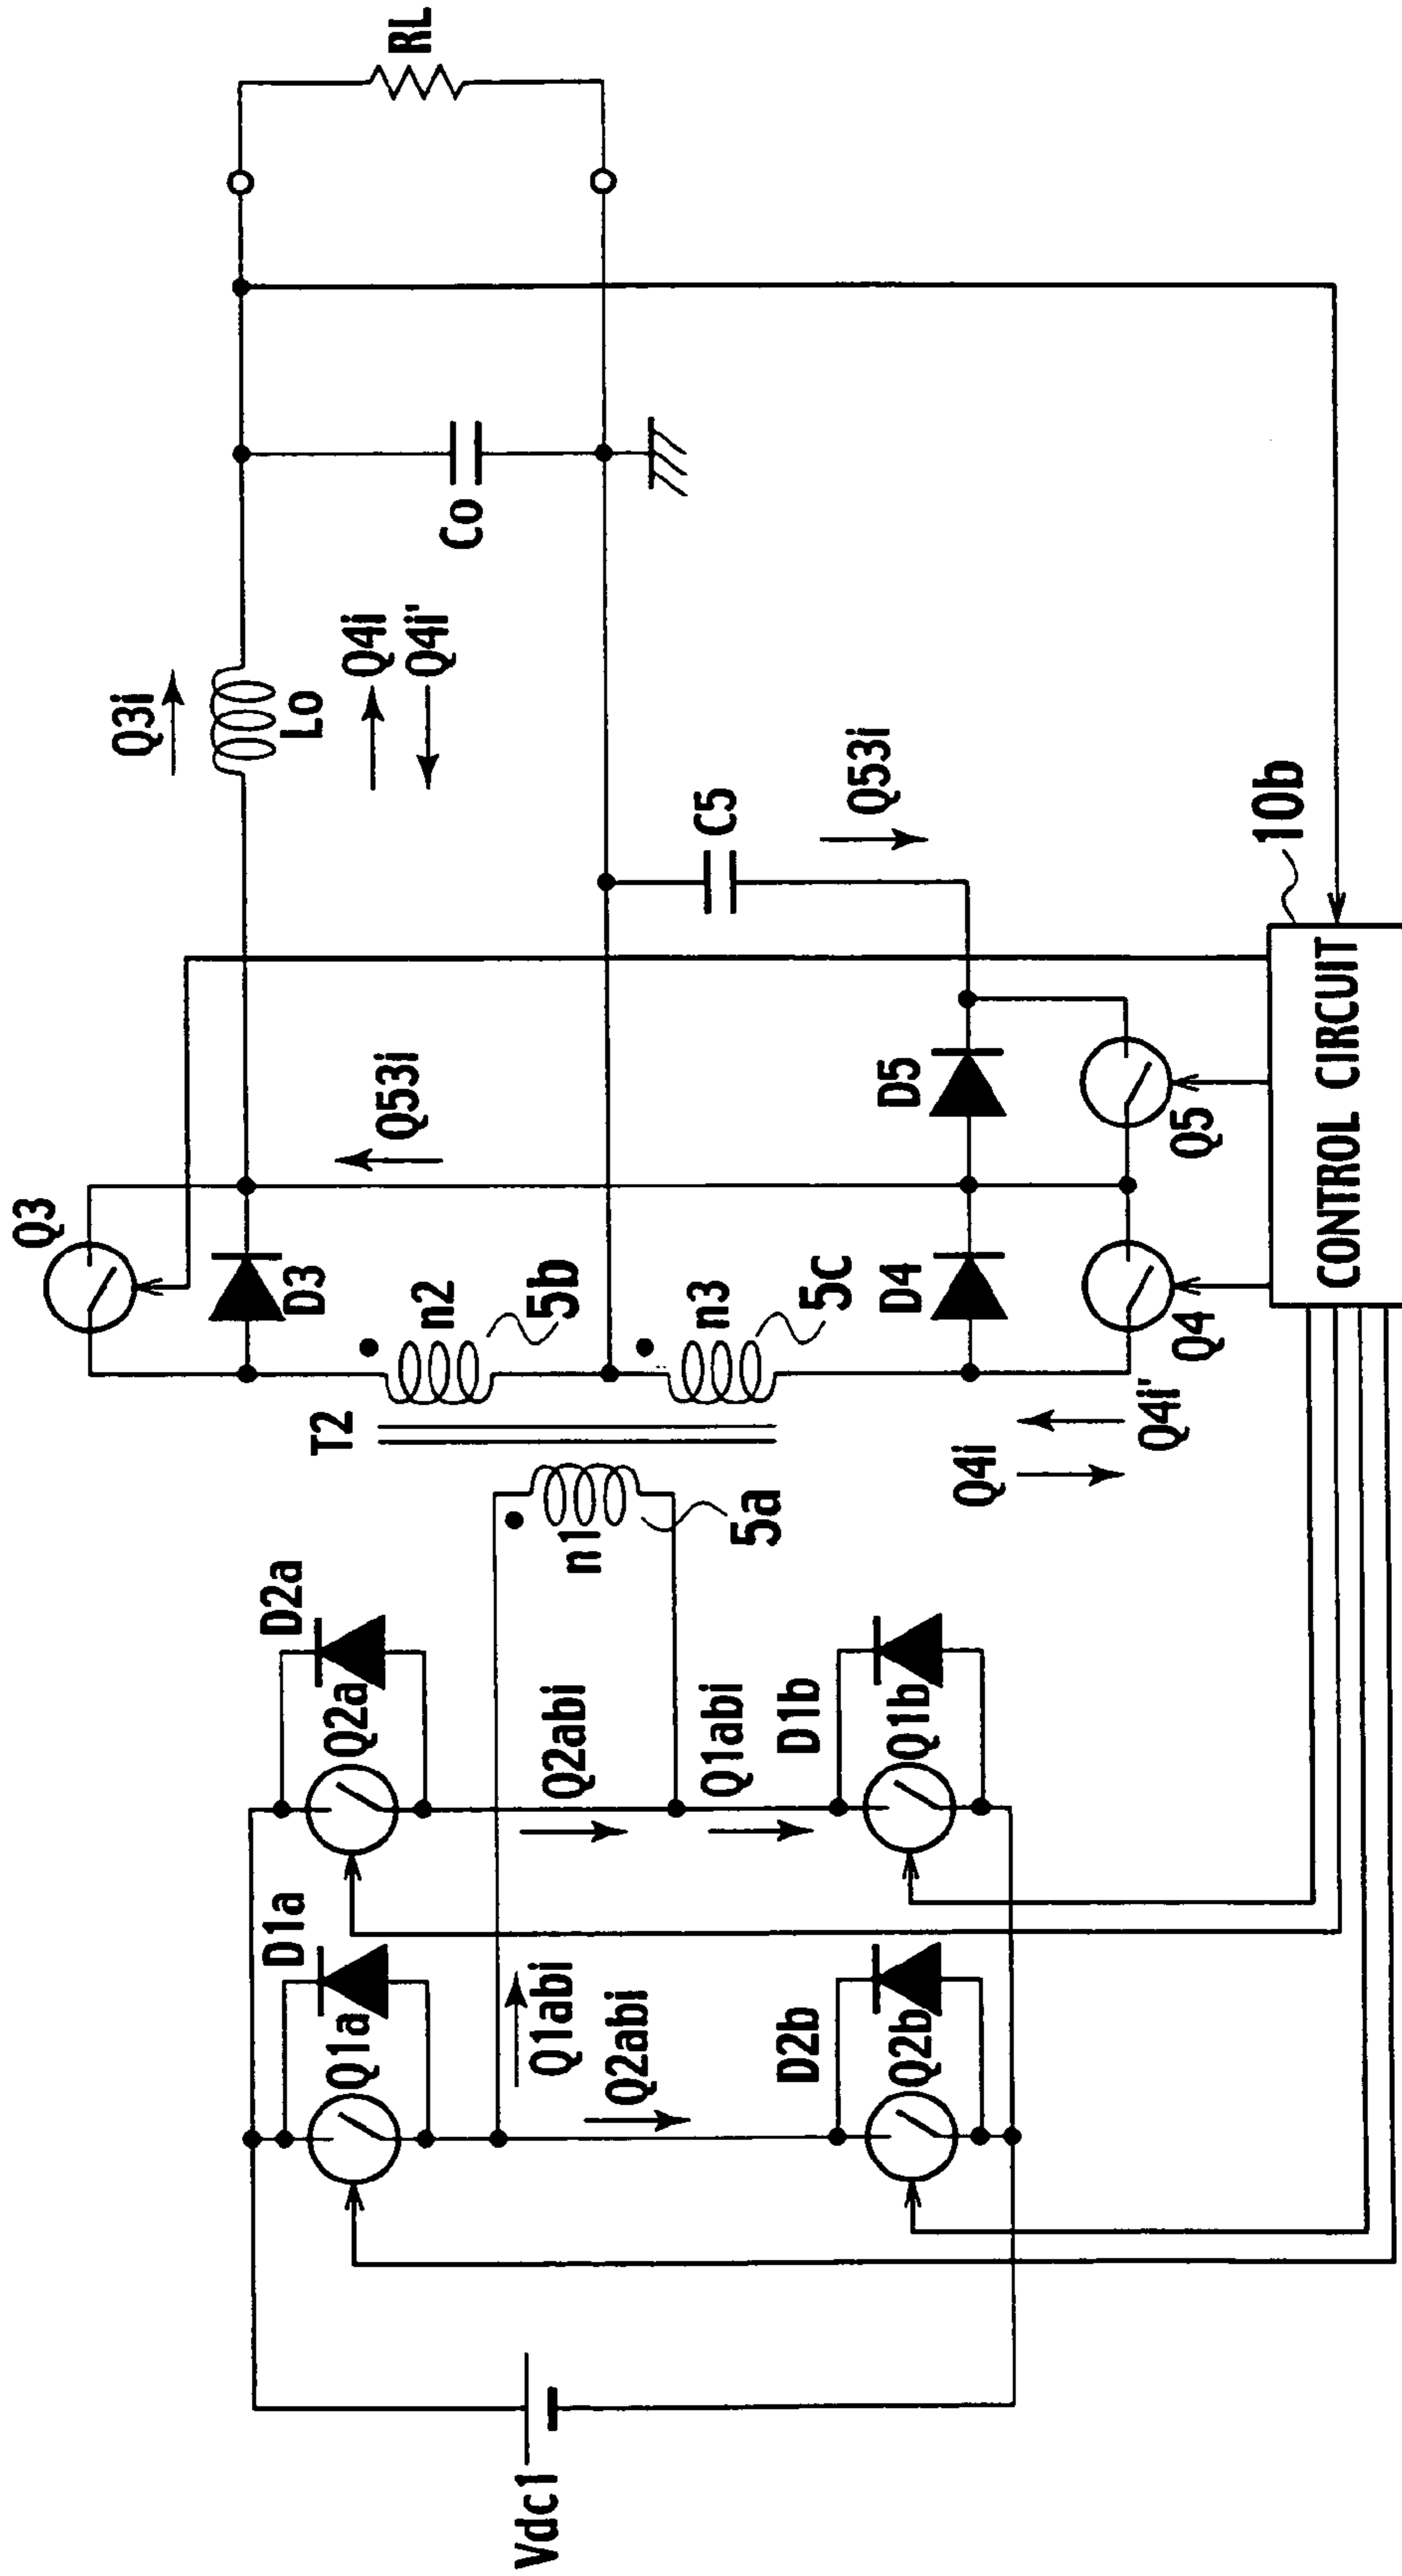 Vdc1
Q1a
D1a
Q2a
D2a
Q1abi
Q2abi
Q2abi
Q1abi
D2b
Q2b
D1b
Q1b
n1
5a
T2
n2
5b
n3
5c
Q3
D3
D4
Q4
Q4i
Q4i'
Q53i
D5
Q5
C5
Q53i
Q3i
Lo
Q4i
Q4i'
Co
RL
10b
CONTROL CIRCUIT